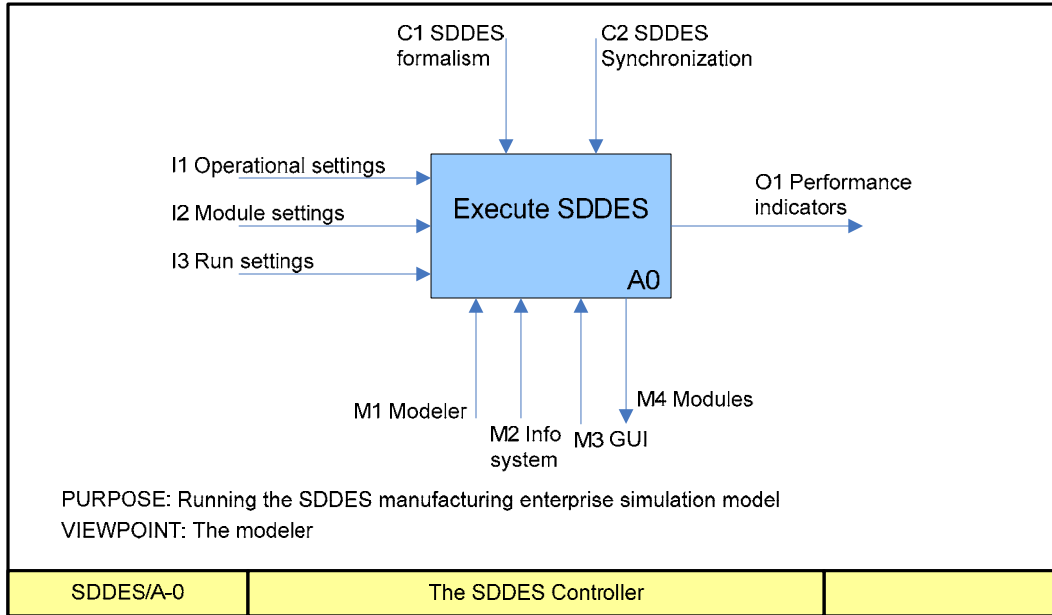 C1 SDDES
formalism
C2 SDDES
Synchronization
I1 Operational settings
I2 Module settings
I3 Run settings
Execute SDDES
A0
O1 Performance
indicators
M1 Modeler
M2 Info
system
M3 GUI
M4 Modules
PURPOSE: Running the SDDES manufacturing enterprise simulation model
VIEWPOINT: The modeler
SDDES/A-0
The SDDES Controller